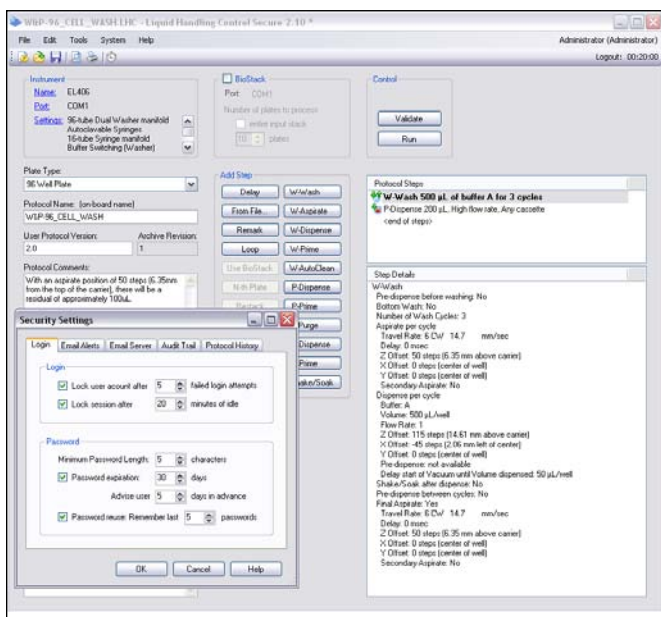 W&P-96_CELL_WASH.LHC - Liquid Handling Control Secure 2.10 *
File Edit Tools System Help
Administrator (Administrator)
Logout: 00:20:00
Instrument
Name: EL406
Port: COM1
Settings: 96-tube Dual Washer manifold
Autoclavable Syringes
16-tube Syringe manifold
Buffer Switching (Washer)
Plate Type:
96 Well Plate
Protocol Name: (on-board name)
W&P-96_CELL_WASH
User Protocol Version: Archive Revision:
2.0 1
Protocol Comments:
With an aspirate position of 50 steps (6.35mm
from the top of the carrier), there will be a
residual of approximately 100uL.
BioStack
Port: COM1
Number of plates to process
entire input stack
10 plates
Control
Validate
Run
Add Step
Delay W-Wash
From File... W-Aspirate
Remark W-Dispense
Loop W-Prime
Use BioStack W-AutoClean
N-th Plate P-Dispense
Restack P-Prime
Purge
Dispense
Prime
hake/Soak
Protocol Steps
W-Wash 500 µL of buffer A for 3 cycles
P-Dispense 200 µL, High flow rate, Any cassette
<end of steps>
Step Details
W-Wash
Pre-dispense before washing: No
Bottom Wash: No
Number of Wash Cycles: 3
Aspirate per cycle
Travel Rate: 6 CW 14.7 mm/sec
Delay: 0 msec
Z Offset: 50 steps (6.35 mm above carrier)
X Offset: 0 steps (center of well)
Y Offset: 0 steps (center of well)
Secondary Aspirate: No
Dispense per cycle
Buffer: A
Volume: 500 µL/well
Flow Rate: 1
Z Offset: 115 steps (14.61 mm above carrier)
X Offset: -45 steps (2.06 mm left of center)
Y Offset: 0 steps (center of well)
Pre-dispense: not available
Delay start of Vacuum until Volume dispensed: 50 µL/well
Shake/Soak after dispense: No
Pre-dispense between cycles: No
Final Aspirate: Yes
Travel Rate: 6 CW 14.7 mm/sec
Delay: 0 msec
Z Offset: 50 steps (6.35 mm above carrier)
X Offset: 0 steps (center of well)
Y Offset: 0 steps (center of well)
Secondary Aspirate: No
Security Settings
Login Email Alerts Email Server Audit Trail Protocol History
Login
Lock user acount after 5 failed login attempts
Lock session after 20 minutes of idle
Password
Minimum Password Length: 5 characters
Password expiration: 30 days
Advise user 5 days in advance
Password reuse: Remember last 5 passwords
OK Cancel Help